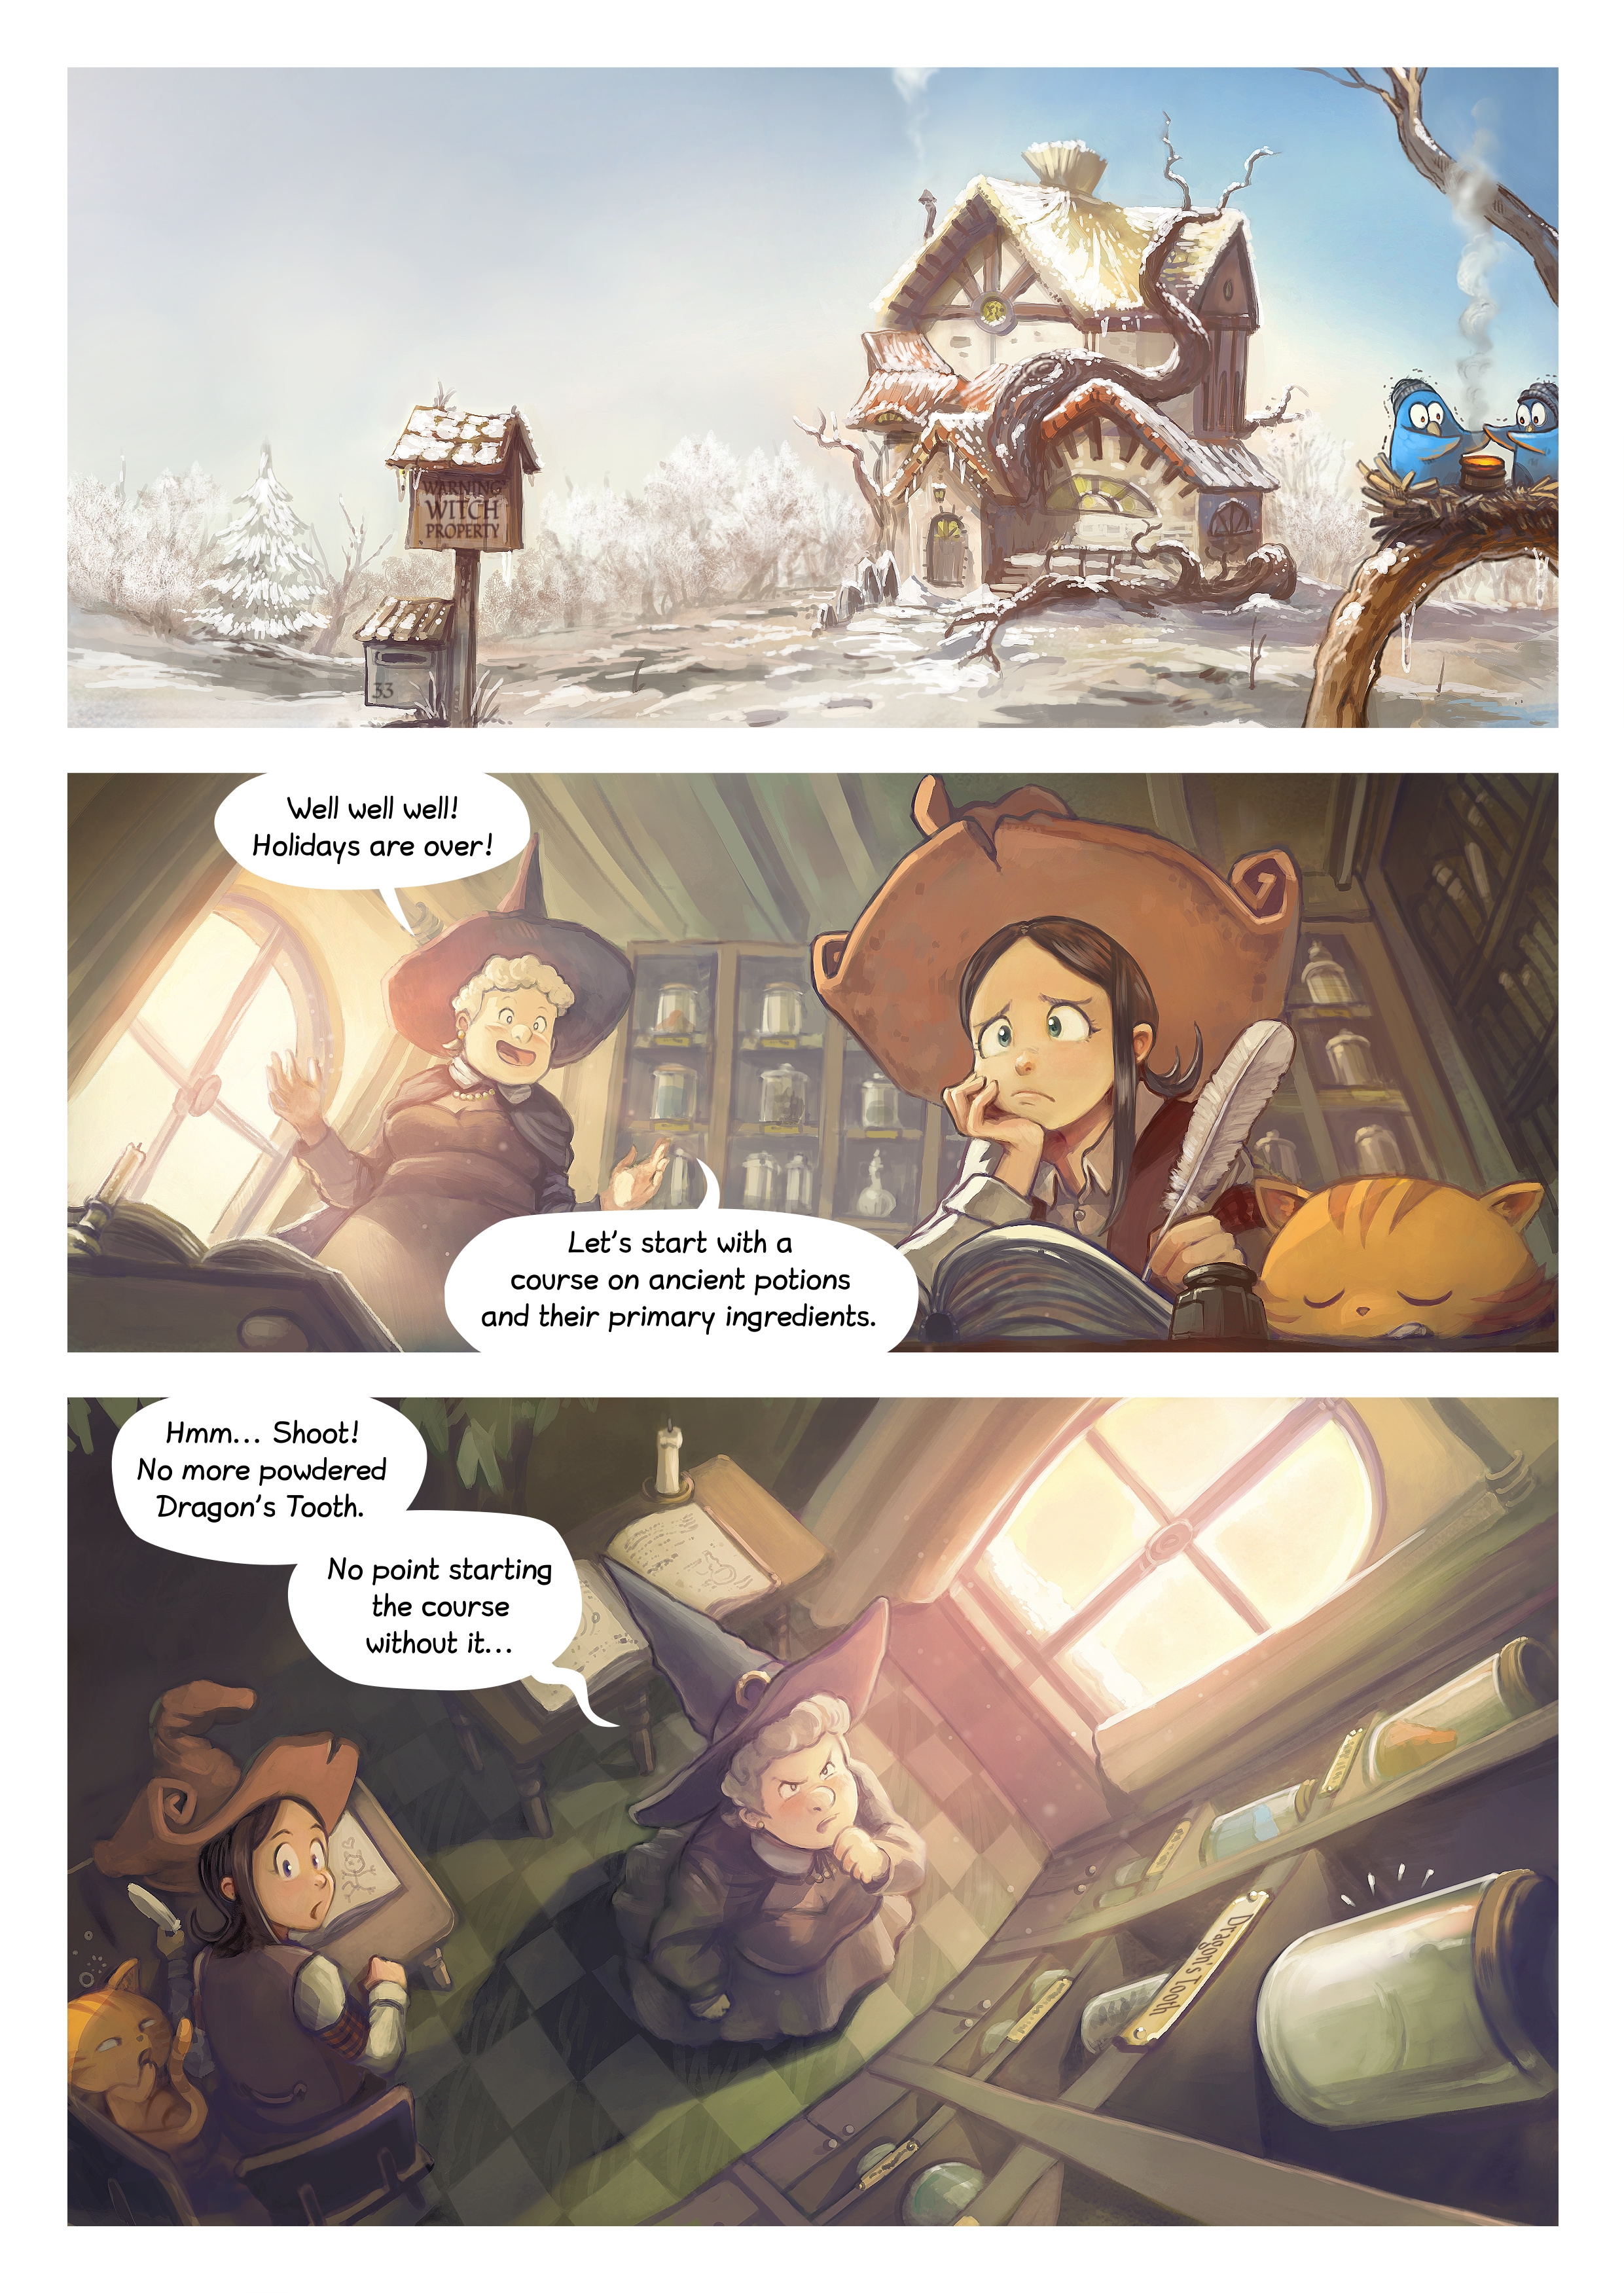 WARNING
WITCH
PROPERTY
33
Well well well!
Holidays are over!
Let's start with a
course on ancient potions
and their primary ingredients.
Hmm... Shoot!
No more powdered
Dragon's Tooth.
No point starting
the course
without it...
Dragon's Tooth